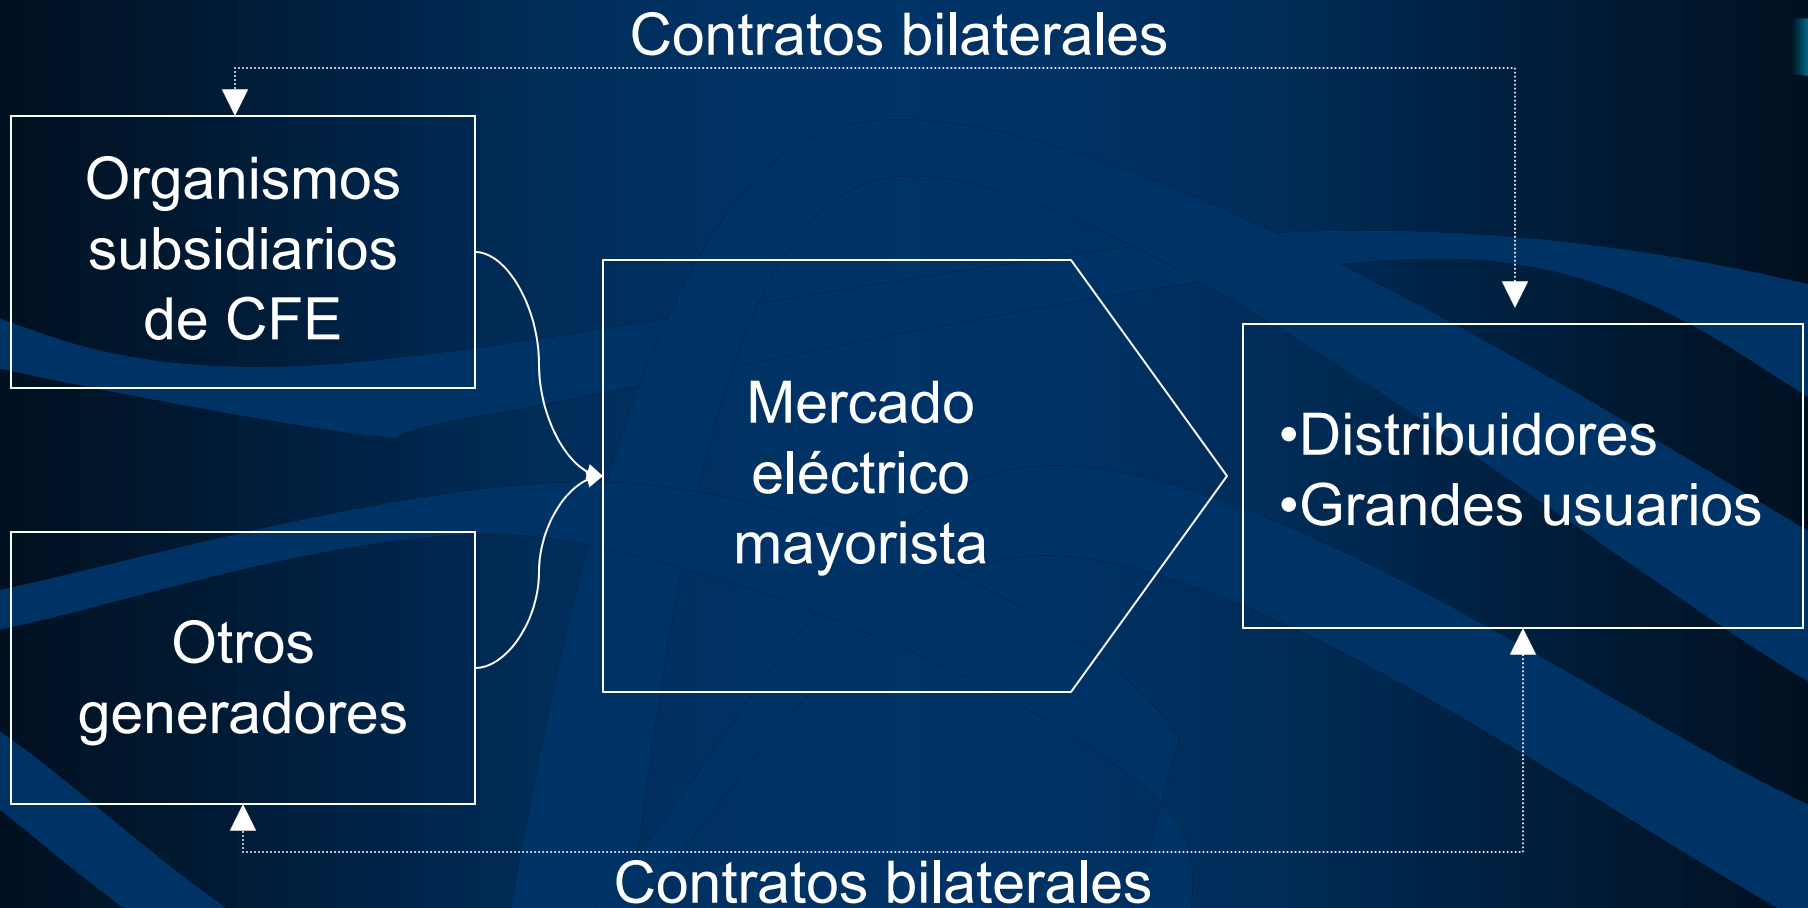 Contratos bilaterales
Organismos
subsidiarios
de CFE
Mercado
eléctrico
mayorista
•Distribuidores
•Grandes usuarios
Otros
generadores
Contratos bilaterales